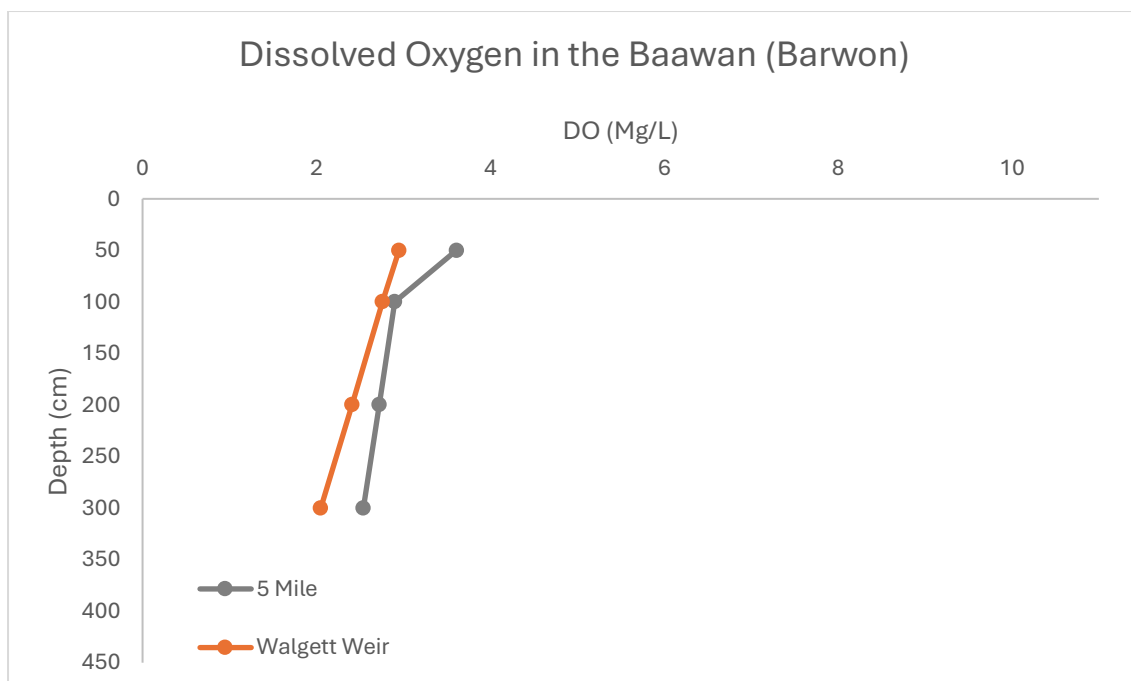 Dissolved Oxygen in the Baawan (Barwon)
DO (Mg/L)
0 2 4 6 8 10
0
50
100
150
200
250
300
350
400
450
Depth (cm)
5 Mile
Walgett Weir